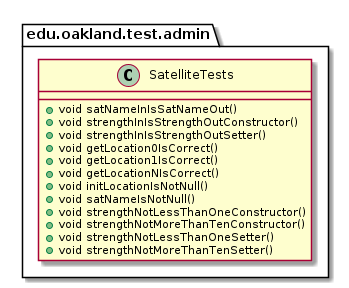 edu.oakland.test.admin
C SatelliteTests
void satNameInIsSatNameOut()
void strengthInIsStrengthOutConstructor()
void strengthInIsStrengthOutSetter()
void getLocation0IsCorrect()
void getLocation1IsCorrect()
void getLocationNIsCorrect()
void initLocationIsNotNull()
void satNameIsNotNull()
void strengthNotLessThanOneConstructor()
void strengthNotMoreThanTenConstructor()
void strengthNotLessThanOneSetter()
void strengthNotMoreThanTenSetter()